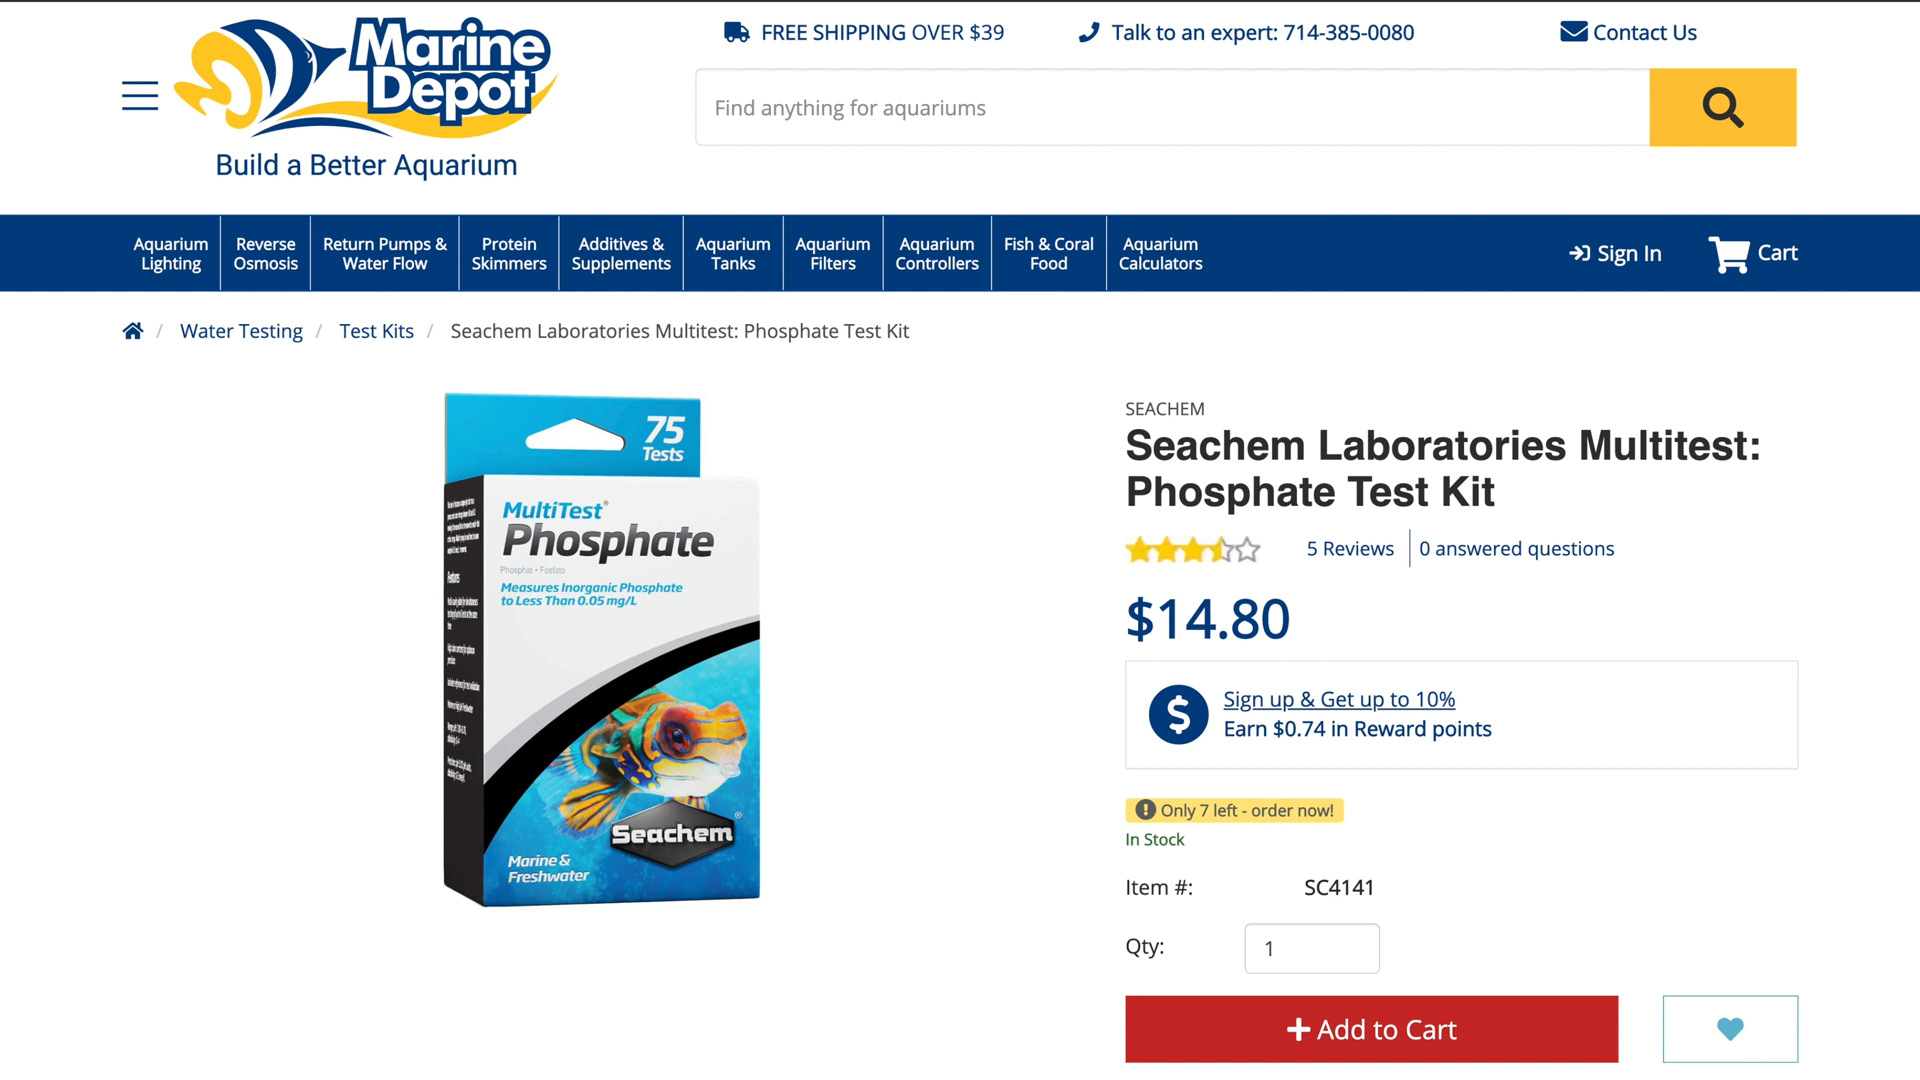 Marine
Depot
Build a Better Aquarium
FREE SHIPPING OVER $39
Talk to an expert: 714-385-0080
Contact Us
Find anything for aquariums
Aquarium
Lighting
Reverse
Osmosis
Return Pumps &
Water Flow
Protein
Skimmers
Additives &
Supplements
Aquarium
Tanks
Aquarium
Filters
Aquarium
Controllers
Fish & Coral
Food
Aquarium
Calculators
Sign In
Cart
/ Water Testing / Test Kits / Seachem Laboratories Multitest: Phosphate Test Kit
75
Tests
MultiTest®
Phosphate
Phosphat • Fosfato
Measures Inorganic Phosphate
to Less Than 0.05 mg/L
Seachem®
Marine &
Freshwater
SEACHEM
Seachem Laboratories Multitest:
Phosphate Test Kit
5 Reviews
0 answered questions
$14.80
$
Sign up & Get up to 10%
Earn $0.74 in Reward points
Only 7 left - order now!
In Stock
Item #: SC4141
Qty: 1
Add to Cart